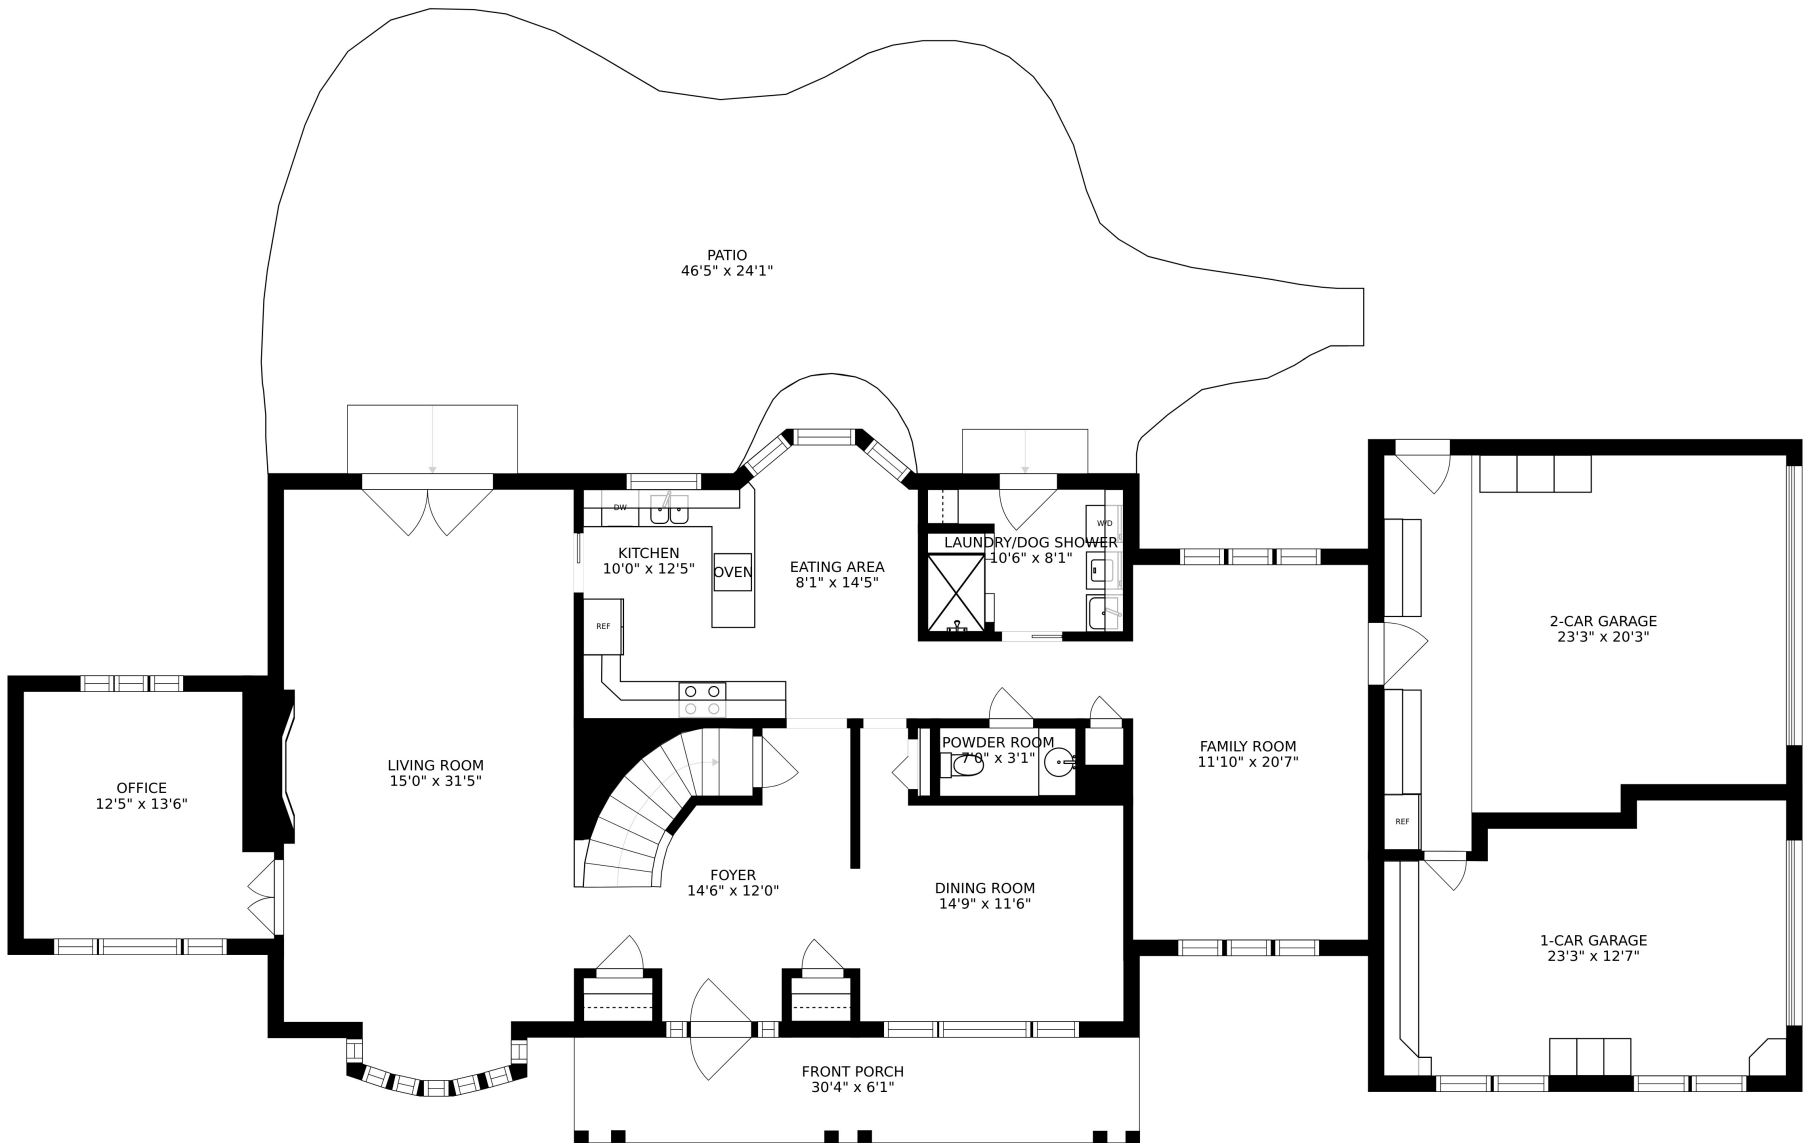 PATIO
46'5" x 24'1"
DW
KITCHEN
10'0" x 12'5"
OVEN
EATING AREA
8'1" x 14'5"
W/D
LAUNDRY/DOG SHOWER
10'6" x 8'1"
REF
2-CAR GARAGE
23'3" x 20'3"
POWDER ROOM
7'0" x 3'1"
FAMILY ROOM
11'10" x 20'7"
LIVING ROOM
15'0" x 31'5"
OFFICE
12'5" x 13'6"
REF
FOYER
14'6" x 12'0"
DINING ROOM
14'9" x 11'6"
1-CAR GARAGE
23'3" x 12'7"
FRONT PORCH
30'4" x 6'1"